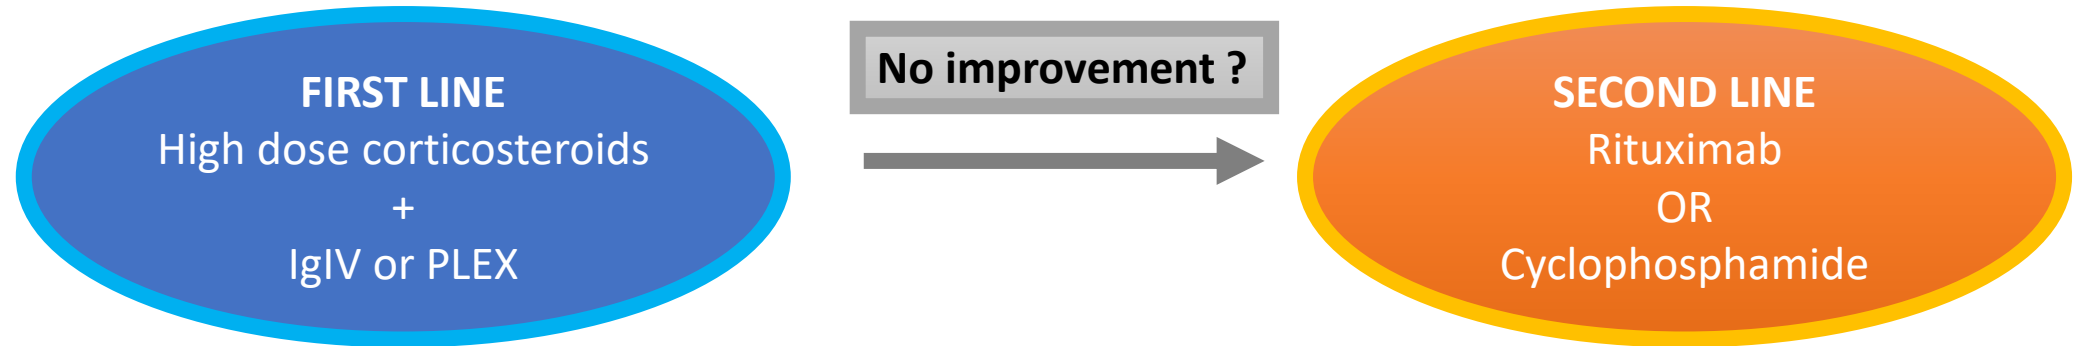 FIRST LINE
High dose corticosteroids
+
IgIV or PLEX
No improvement ?
SECOND LINE
Rituximab
OR
Cyclophosphamide